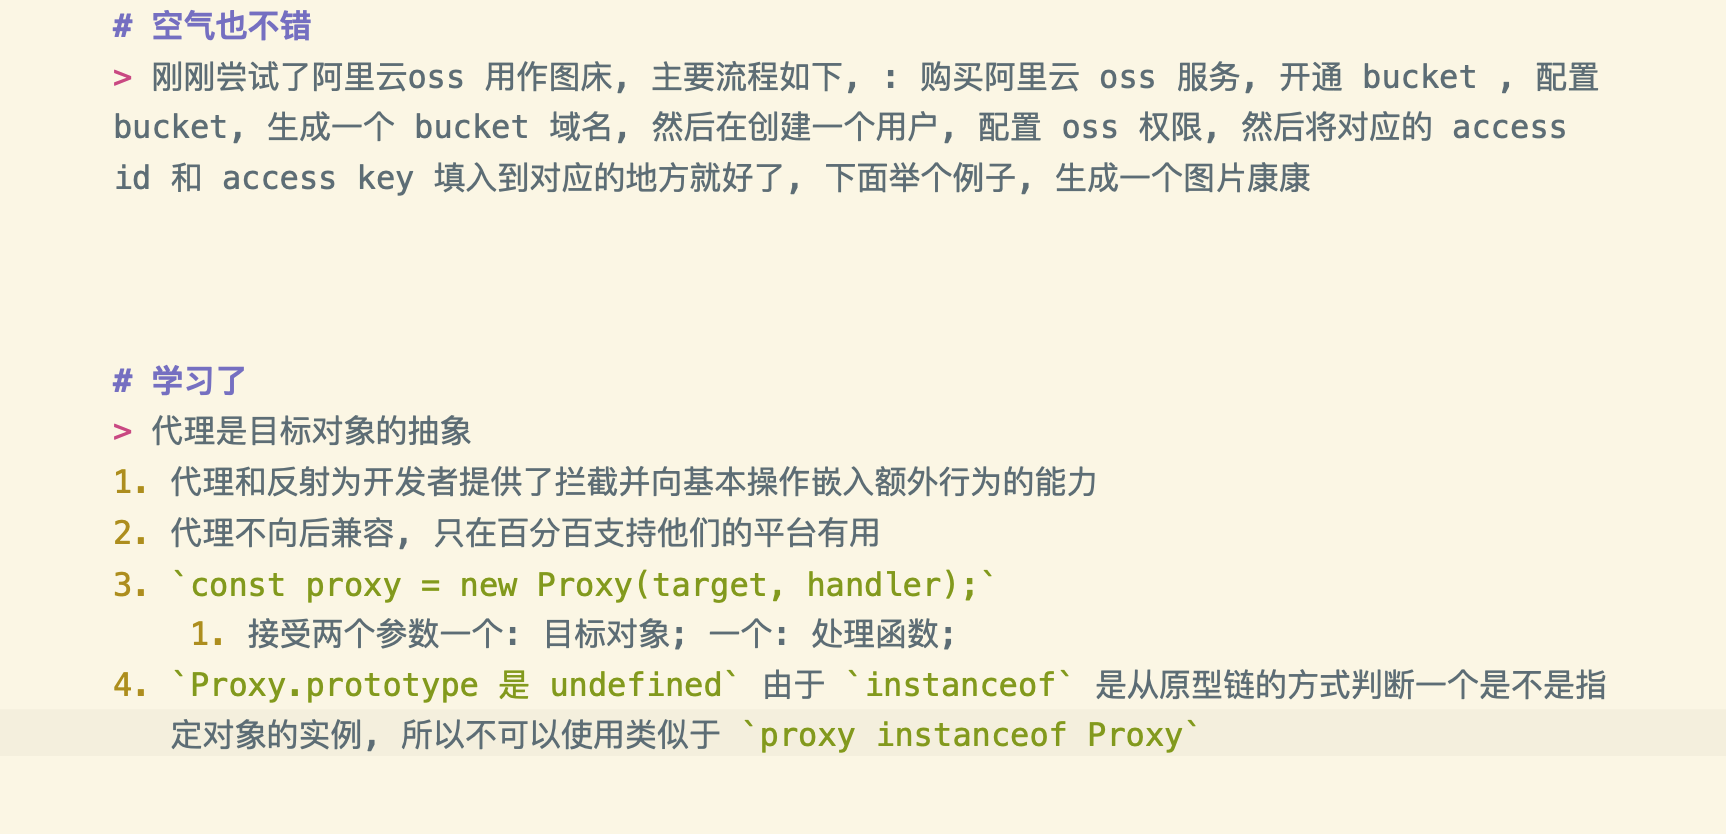 # 空气也不错
> 刚刚尝试了阿里云oss 用作图床, 主要流程如下, : 购买阿里云 oss 服务, 开通 bucket , 配置
bucket, 生成一个 bucket 域名, 然后在创建一个用户, 配置 oss 权限, 然后将对应的 access
id 和 access key 填入到对应的地方就好了, 下面举个例子, 生成一个图片康康
# 学习了
> 代理是目标对象的抽象
1. 代理和反射为开发者提供了拦截并向基本操作嵌入额外行为的能力
2. 代理不向后兼容, 只在百分百支持他们的平台有用
3. `const proxy = new Proxy(target, handler);`
1. 接受两个参数一个: 目标对象; 一个: 处理函数;
4. `Proxy.prototype 是 undefined` 由于 `instanceof` 是从原型链的方式判断一个是不是指
定对象的实例, 所以不可以使用类似于 `proxy instanceof Proxy`